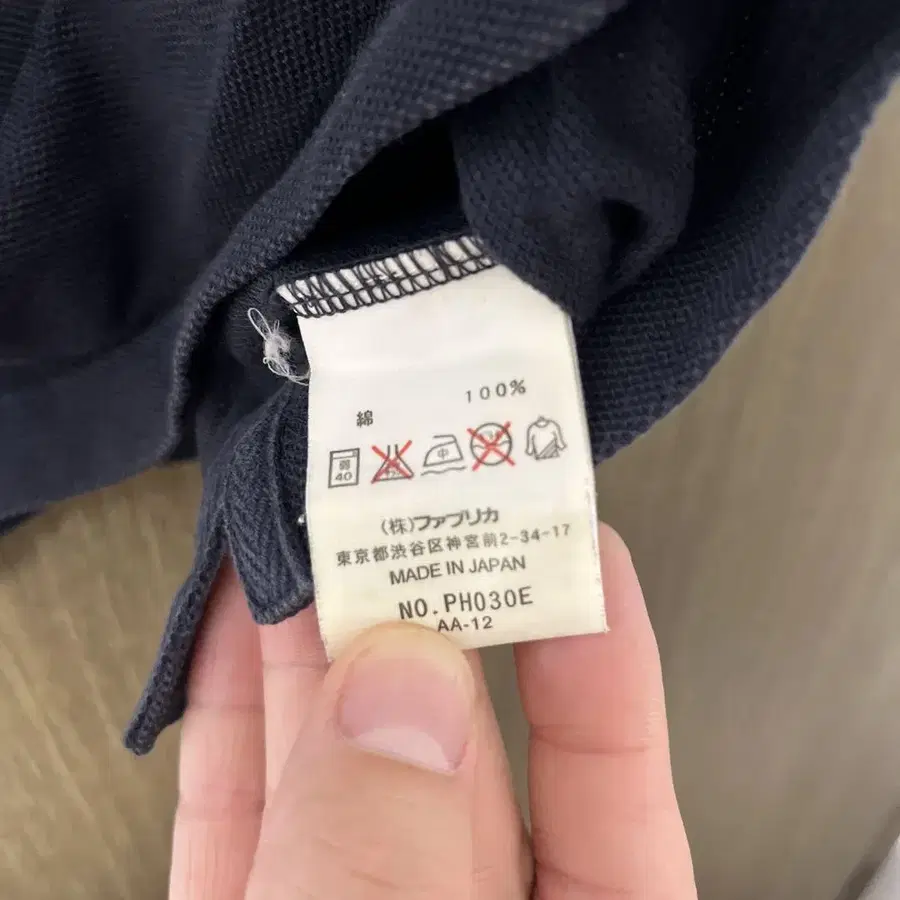 綿 100%
弱 40 中
(株)ファブリカ
東京都渋谷区神宮前2-34-17
MADE IN JAPAN
NO.PH030E
AA-12